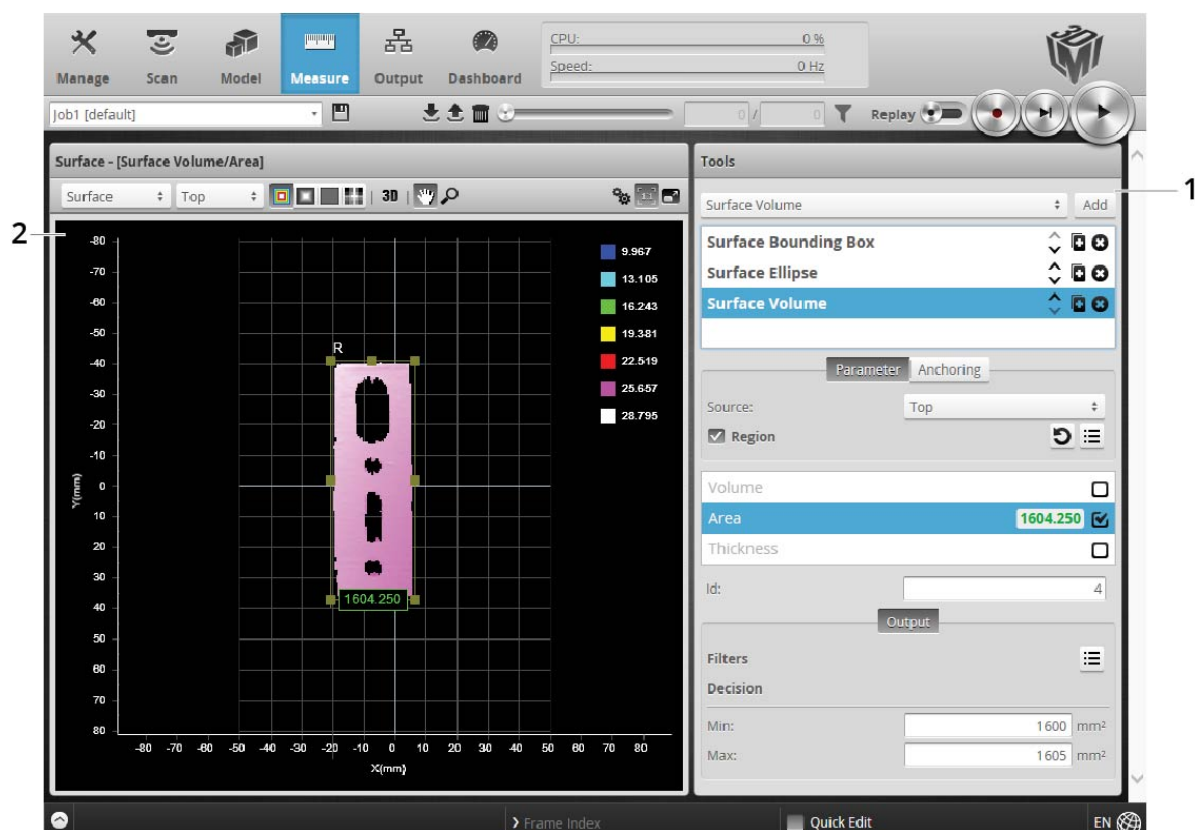 CPU: 0 %
Speed: 0 Hz
Manage Scan Model Measure Output Dashboard
LMI
Job1 [default] 0 / 0 Replay
Surface - [Surface Volume/Area]
Tools
1
Surface Top 3D 1:1
Surface Volume Add
2
Surface Bounding Box
Surface Ellipse
Surface Volume
-80
-70
-60
-50
-40
-30
-20
-10
0
10
20
30
40
50
60
70
80
Y(mm)
9.967
13.105
16.243
19.381
22.519
25.657
28.795
R
1604.250
-80 -70 -60 -50 -40 -30 -20 -10 0 10 20 30 40 50 60 70 80
X(mm)
Parameter Anchoring
Source: Top
Region
Volume
Area 1604.250
Thickness
Id: 4
Output
Filters
Decision
Min: 1600 mm²
Max: 1605 mm²
Frame Index Quick Edit EN